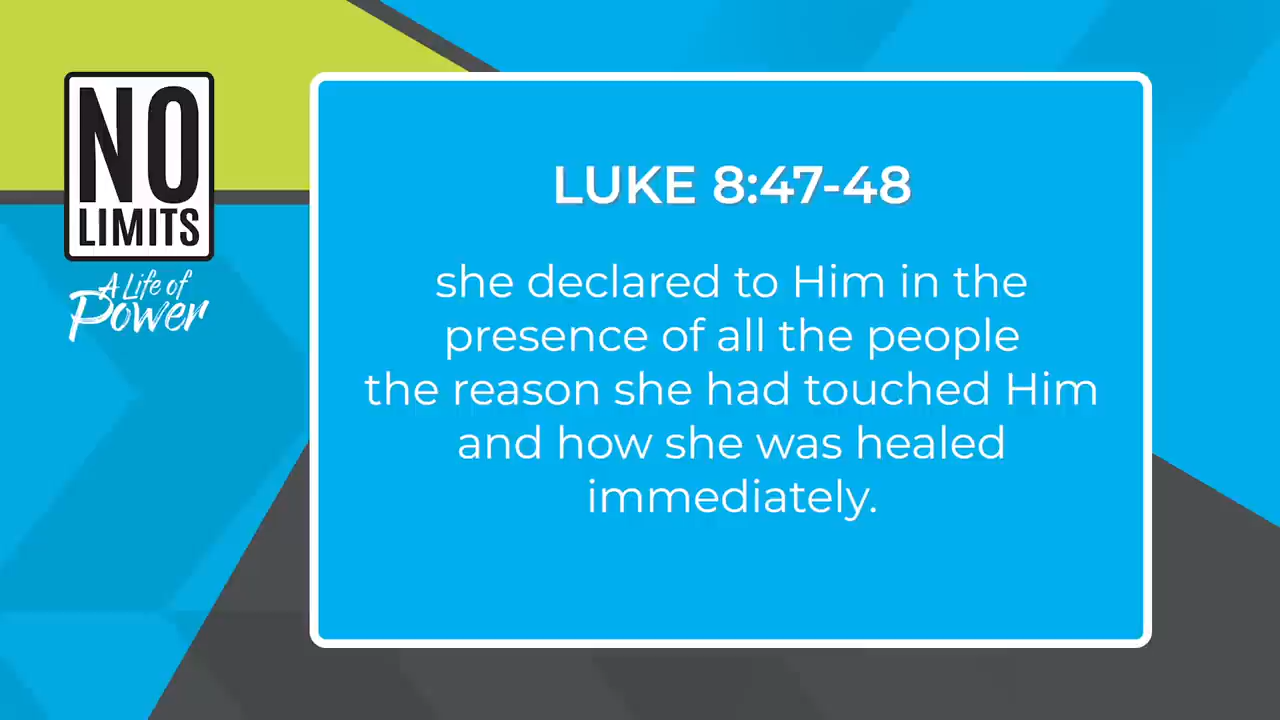 NO
LIMITS
A Life of
Power
LUKE 8:47-48
she declared to Him in the
presence of all the people
the reason she had touched Him
and how she was healed
immediately.